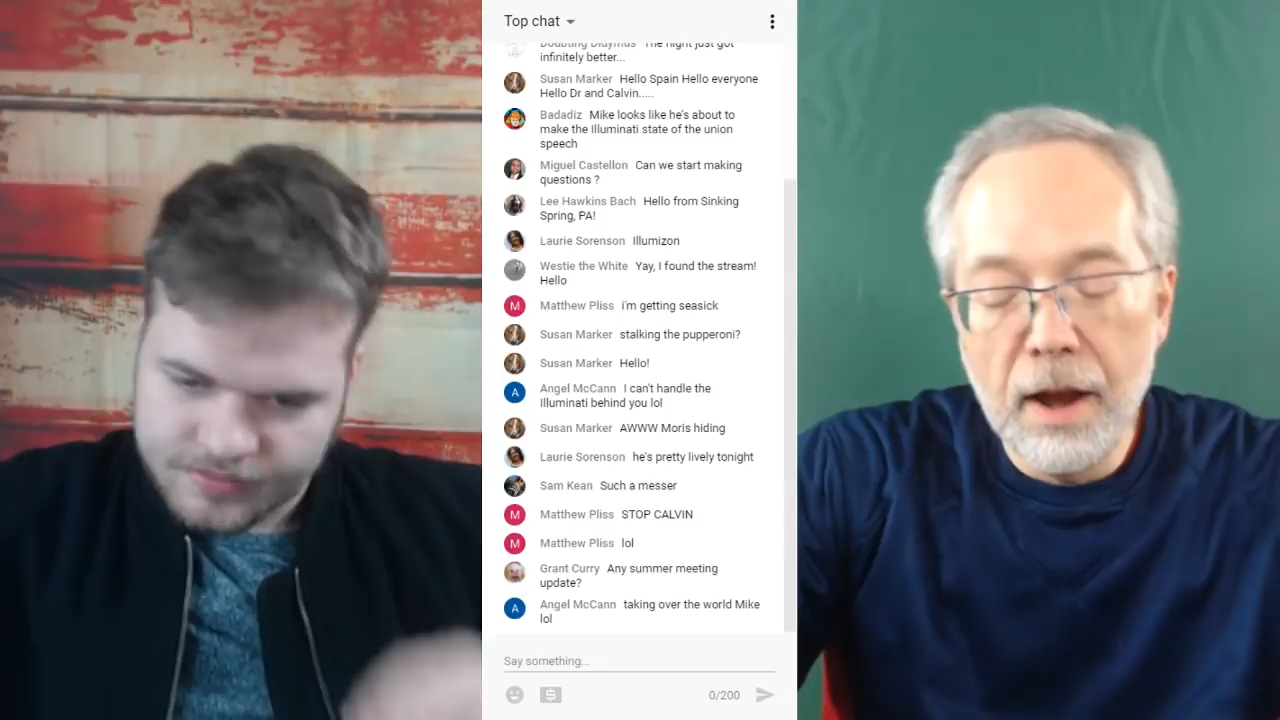 Top chat
Doubting Didymus The night just got
infinitely better...
Susan Marker Hello Spain Hello everyone
Hello Dr and Calvin.....
Badadiz Mike looks like he's about to
make the Illuminati state of the union
speech
Miguel Castellon Can we start making
questions ?
Lee Hawkins Bach Hello from Sinking
Spring, PA!
Laurie Sorenson Illumizon
Westie the White Yay, I found the stream!
Hello
M Matthew Pliss i'm getting seasick
Susan Marker stalking the pupperoni?
Susan Marker Hello!
A Angel McCann I can't handle the
Illuminati behind you lol
Susan Marker AWWW Moris hiding
Laurie Sorenson he's pretty lively tonight
Sam Kean Such a messer
M Matthew Pliss STOP CALVIN
M Matthew Pliss lol
Grant Curry Any summer meeting
update?
A Angel McCann taking over the world Mike
lol
Say something...
$ 0/200